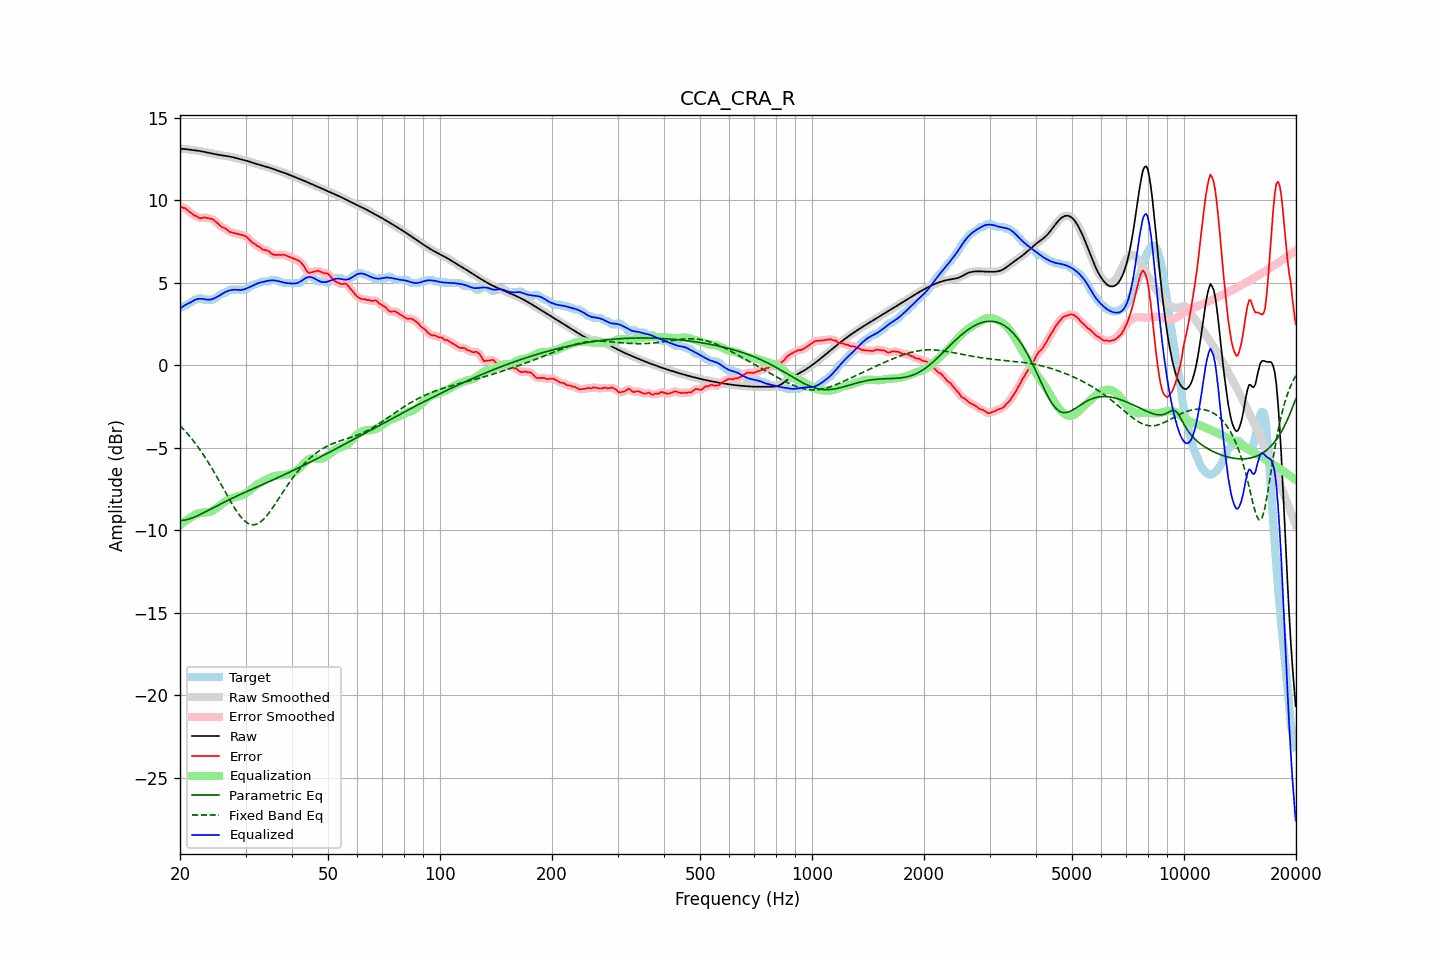 CCA_CRA_R
15
10
5
0
−5
−10
−15
−20
−25
Amplitude (dBr)
Target
Raw Smoothed
Error Smoothed
Raw
Error
Equalization
Parametric Eq
Fixed Band Eq
Equalized
20 50 100 200 500 1000 2000 5000 10000 20000
Frequency (Hz)